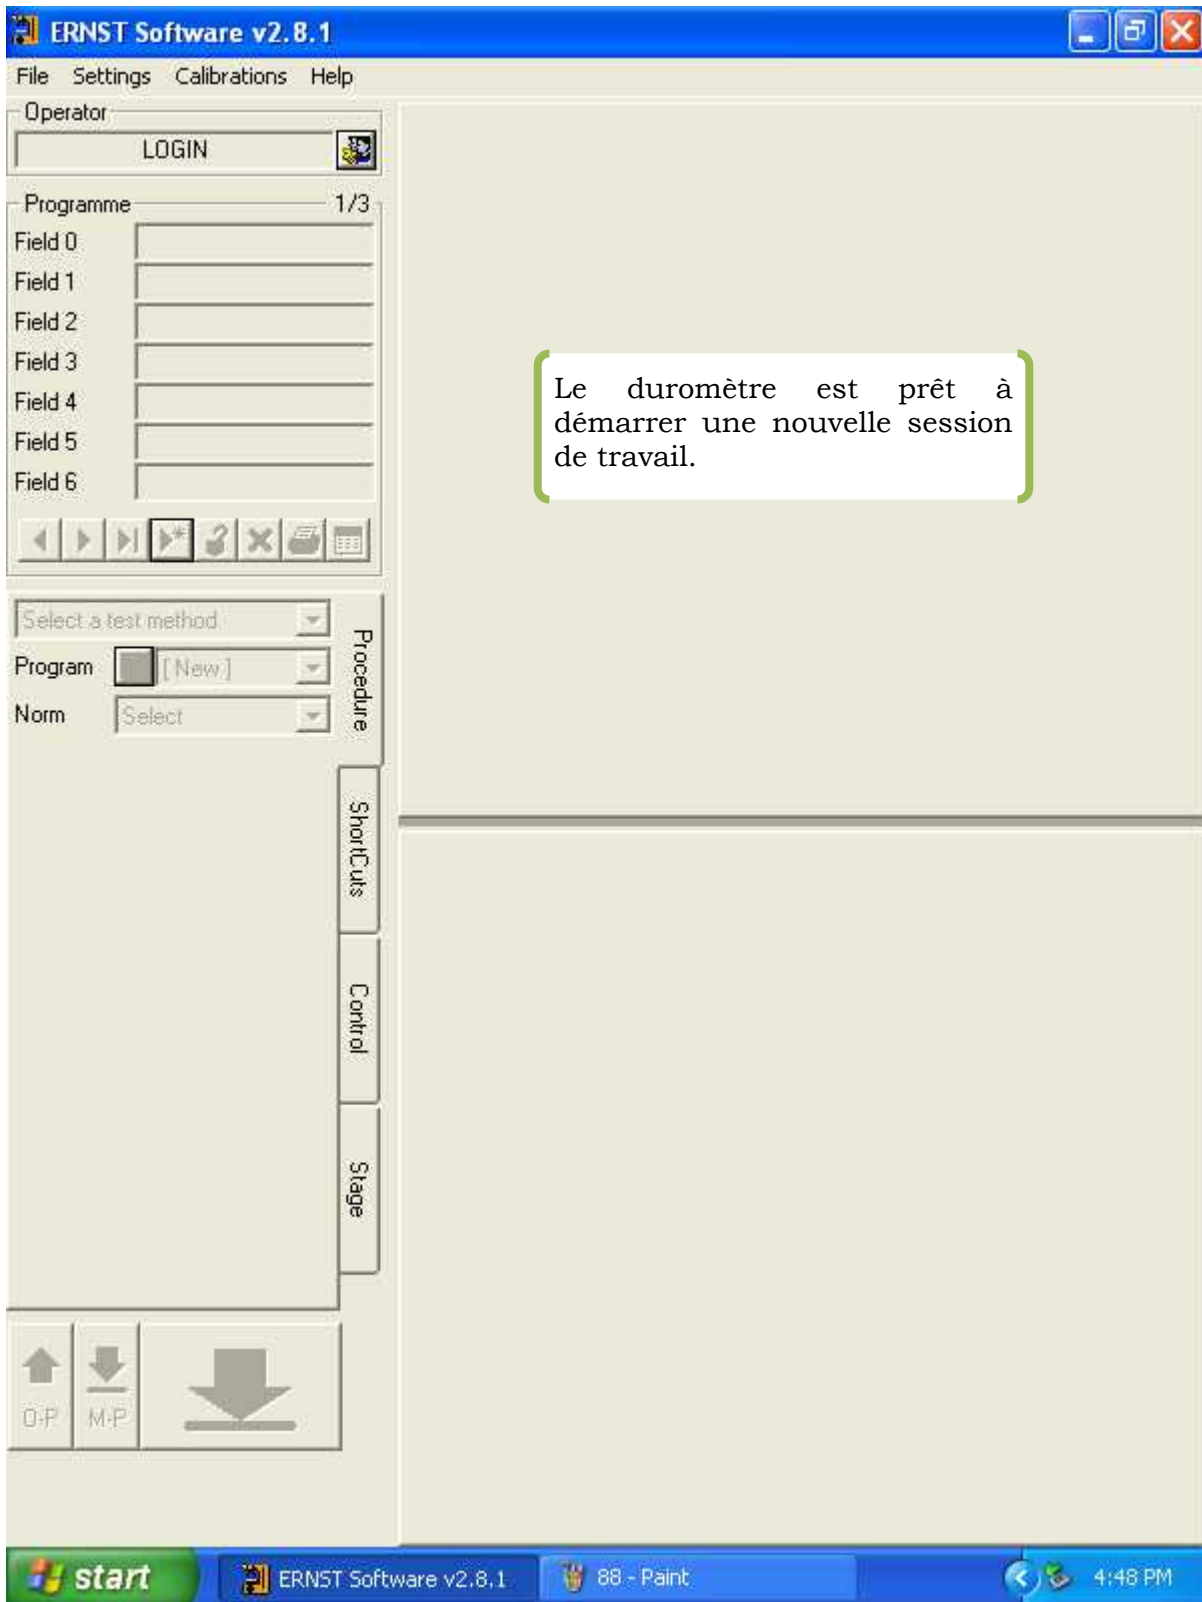 ERNST Software v2.8.1
File Settings Calibrations Help
Operator
LOGIN
Programme 1/3
Field 0
Field 1
Field 2
Field 3
Field 4
Field 5
Field 6
Le duromètre est prêt à
démarrer une nouvelle session
de travail.
Select a test method
Program [ New ]
Norm Select
Procedure
ShortCuts
Control
Stage
0-P M-P
start ERNST Software v2.8.1 88 - Paint 4:48 PM